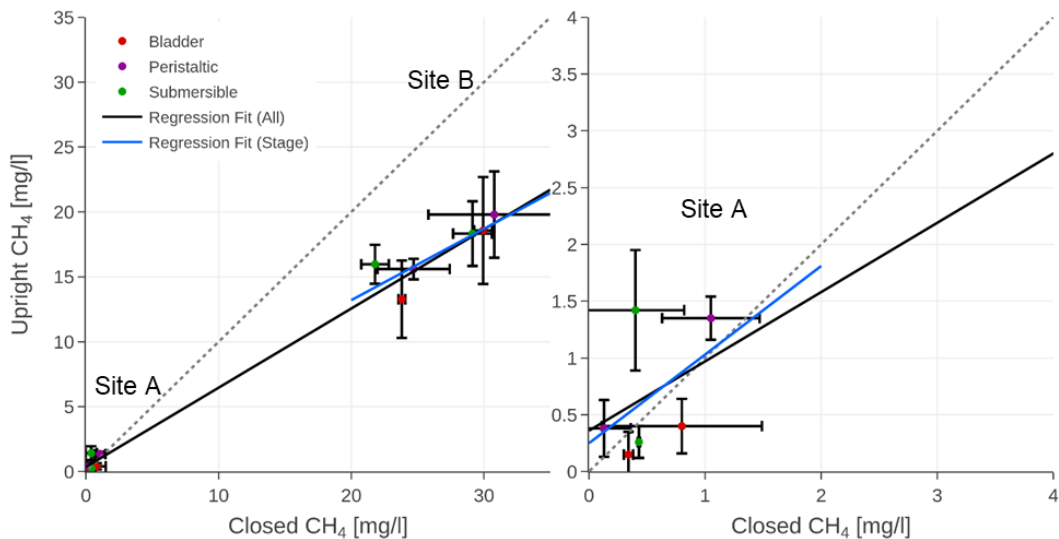 35
30
25
20
15
10
5
0
Upright CH₄ [mg/l]
Bladder
Peristaltic
Submersible
Regression Fit (All)
Regression Fit (Stage)
Site B
Site A
0
20
30
Closed CH₄ [mg/l]
4
3.5
3
2.5
2
1.5
1
0.5
0
Site A
0
1
2
3
4
Closed CH₄ [mg/l]